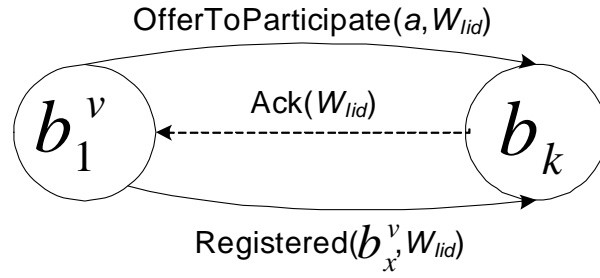 OfferToParticipate(a,W_lid)
b_1^v
Ack(W_lid)
b_k
Registered(b_x^v,W_lid)